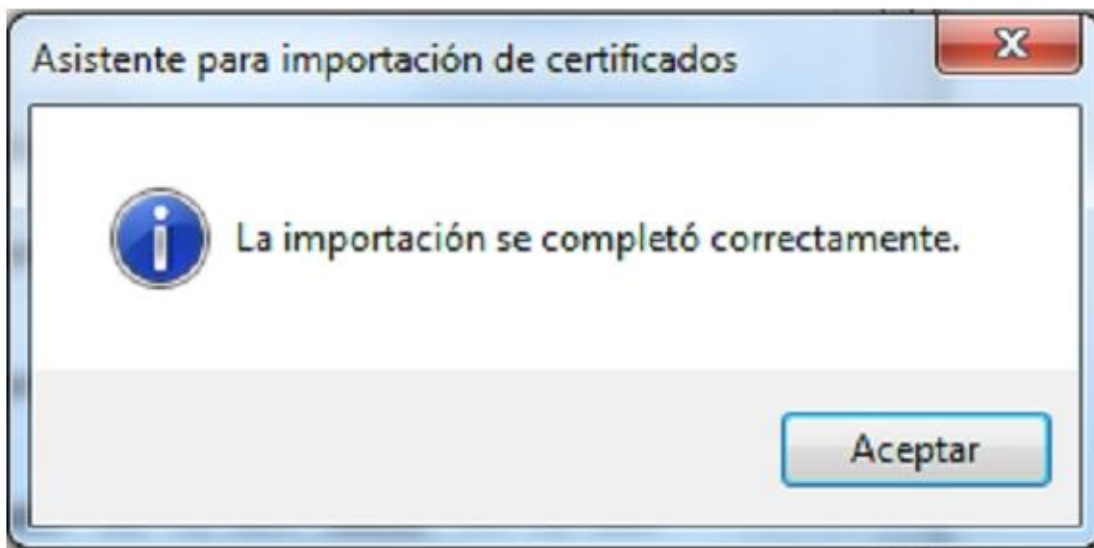 Asistente para importación de certificados
La importación se completó correctamente.
Aceptar